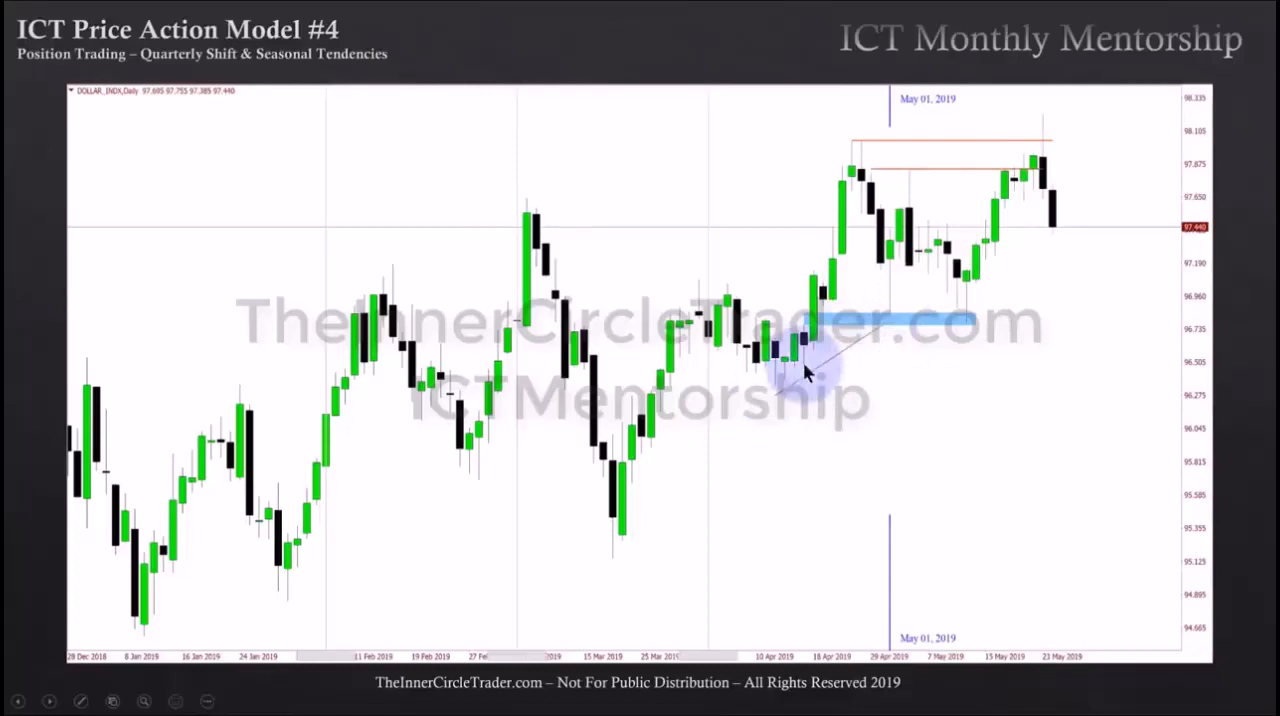 ICT Price Action Model #4
ICT Monthly Mentorship
Position Trading – Quarterly Shift & Seasonal Tendencies
DOLLAR_INDX,Daily 97.695 97.755 97.385 97.440
May 01, 2019
98.335
98.105
97.875
97.650
97.440
97.190
96.960
96.735
96.505
96.275
96.045
95.815
95.585
95.355
95.125
94.895
94.665
TheInnerCircleTrader.com
ICTMentorship
May 01, 2019
28 Dec 2018 8 Jan 2019 16 Jan 2019 24 Jan 2019 11 Feb 2019 19 Feb 2019 27 Fe 2019 15 Mar 2019 25 Mar 2019 10 Apr 2019 18 Apr 2019 29 Apr 2019 7 May 2019 15 May 2019 23 May 2019
TheInnerCircleTrader.com – Not For Public Distribution – All Rights Reserved 2019